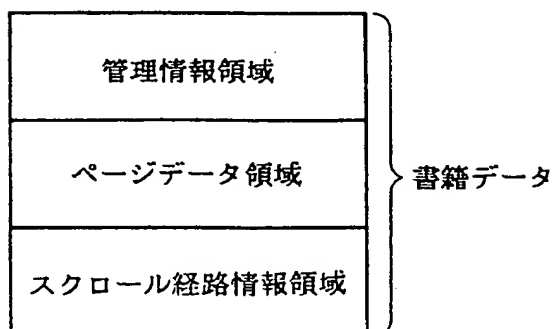 管理情報領域
ページデータ領域
書籍データ
スクロール経路情報領域